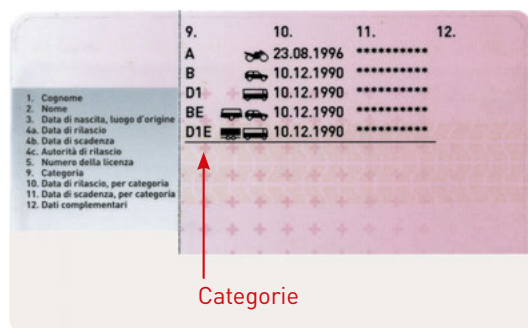 9. 10. 11. 12.
A 23.08.1996 **********
B 10.12.1990 **********
D1 10.12.1990 **********
BE 10.12.1990 **********
D1E 10.12.1990 **********
1. Cognome
2. Nome
3. Data di nascita, luogo d'origine
4a. Data di rilascio
4b. Data di scadenza
4c. Autorità di rilascio
5. Numero della licenza
9. Categoria
10. Data di rilascio, per categoria
11. Data di scadenza, per categoria
12. Dati complementari
Categorie